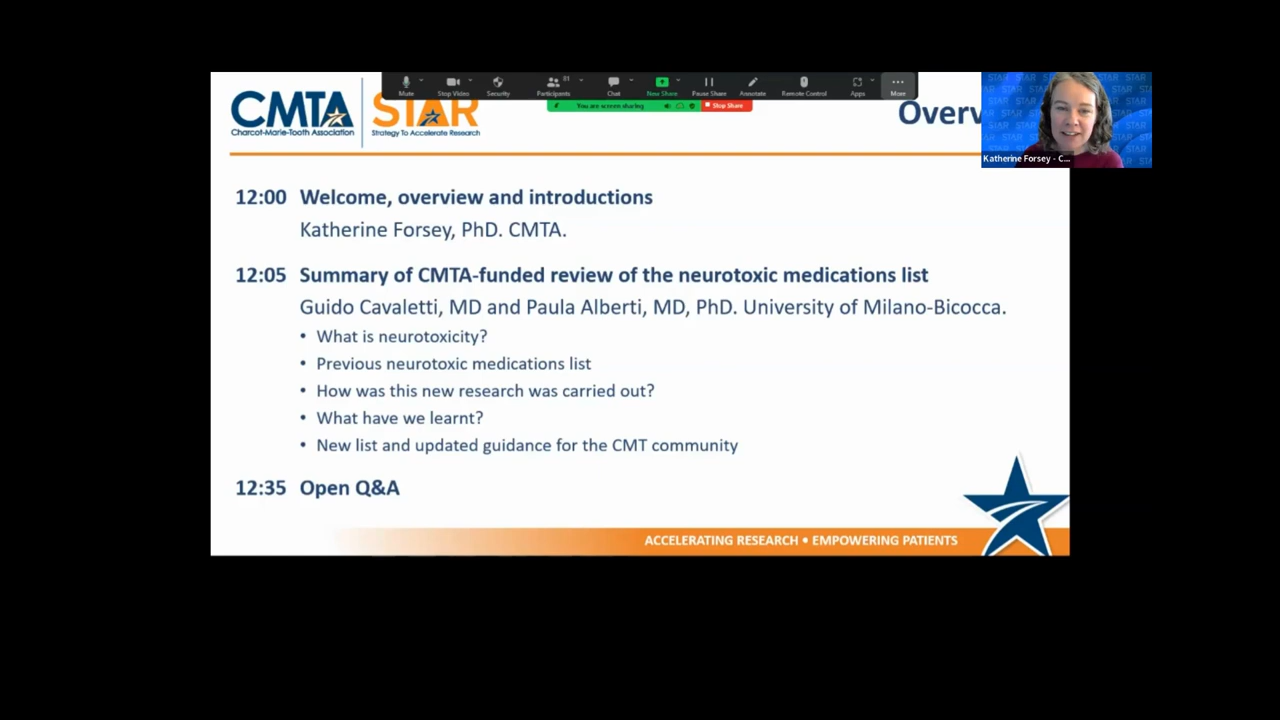 Mute
Stop Video
Security
Participants
81
Chat
New Share
Pause Share
Annotate
Remote Control
Apps
More
You are screen sharing
Stop Share
CMTA
Charcot-Marie-Tooth Association
STAR
Strategy To Accelerate Research
Overv
Katherine Forsey - C...
12:00 Welcome, overview and introductions
Katherine Forsey, PhD. CMTA.
12:05 Summary of CMTA-funded review of the neurotoxic medications list
Guido Cavaletti, MD and Paula Alberti, MD, PhD. University of Milano-Bicocca.
• What is neurotoxicity?
• Previous neurotoxic medications list
• How was this new research was carried out?
• What have we learnt?
• New list and updated guidance for the CMT community
12:35 Open Q&A
ACCELERATING RESEARCH • EMPOWERING PATIENTS